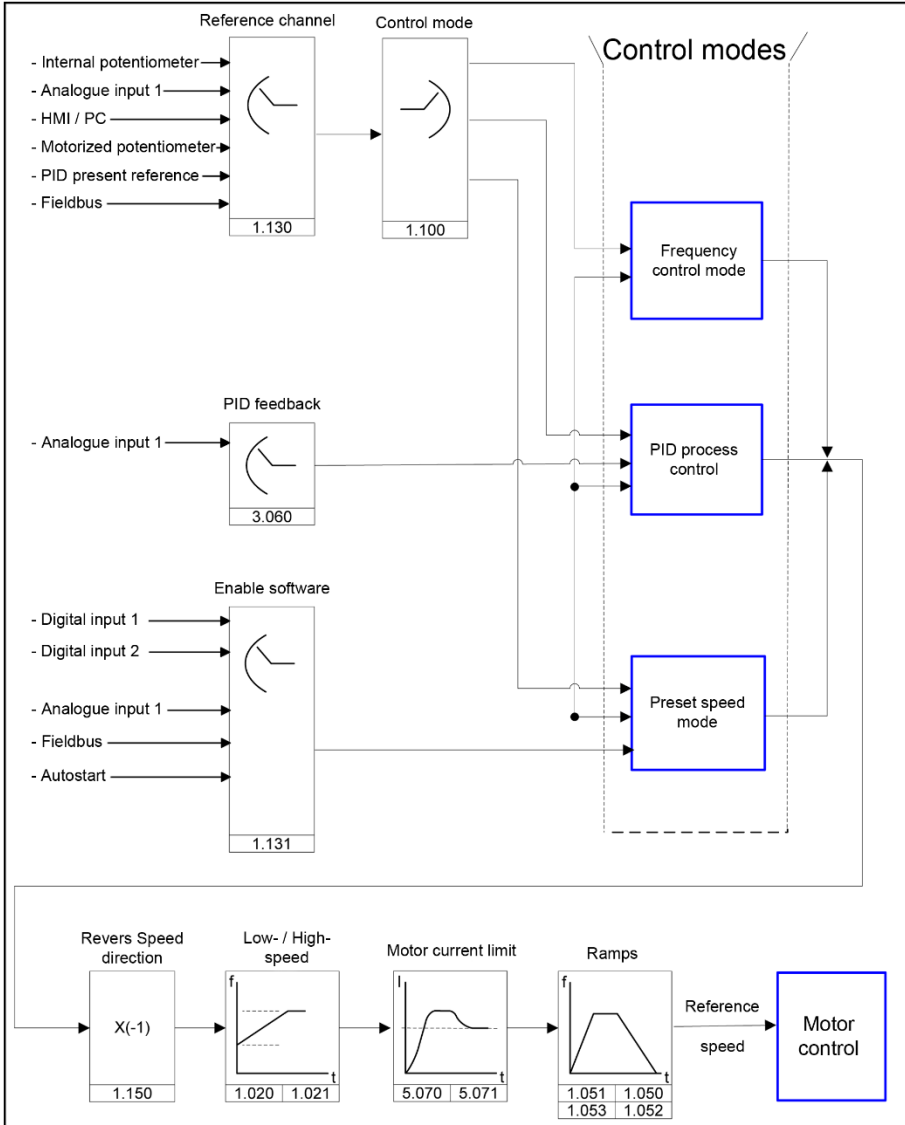 Reference channel
Control mode
Control modes
- Internal potentiometer
- Analogue input 1
- HMI / PC
- Motorized potentiometer
- PID present reference
- Fieldbus
1.130
1.100
Frequency
control mode
PID feedback
- Analogue input 1
3.060
PID process
control
Enable software
- Digital input 1
- Digital input 2
- Analogue input 1
- Fieldbus
- Autostart
1.131
Preset speed
mode
Revers Speed
direction
X(-1)
1.150
Low- / High-
speed
f
t
1.020 1.021
Motor current limit
I
t
5.070 5.071
Ramps
f
t
1.051 1.050
1.053 1.052
Reference
speed
Motor
control